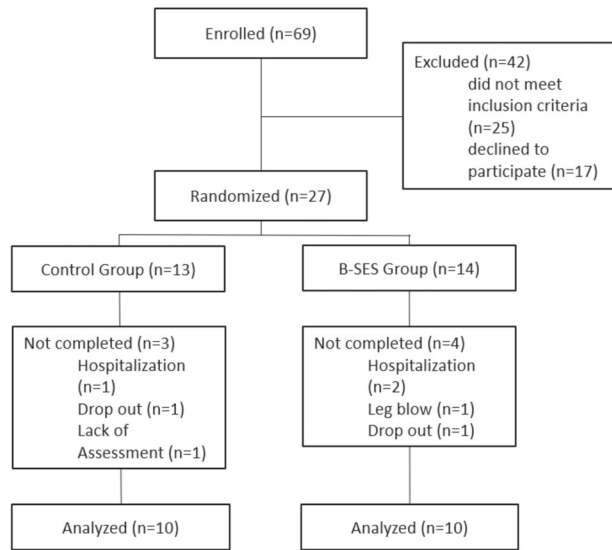 Enrolled (n=69)
Excluded (n=42)
did not meet
inclusion criteria
(n=25)
declined to
participate (n=17)
Randomized (n=27)
Control Group (n=13)
B-SES Group (n=14)
Not completed (n=3)
Hospitalization
(n=1)
Drop out (n=1)
Lack of
Assessment (n=1)
Not completed (n=4)
Hospitalization
(n=2)
Leg blow (n=1)
Drop out (n=1)
Analyzed (n=10)
Analyzed (n=10)